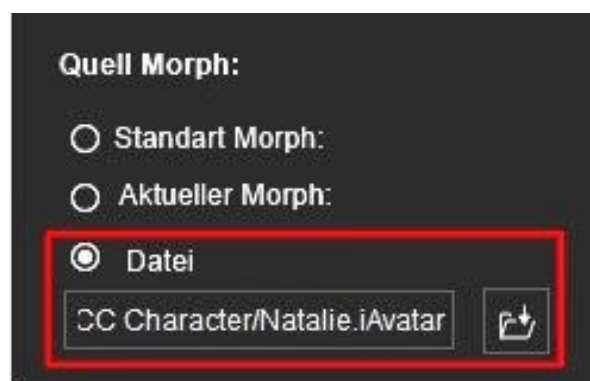 Quell Morph:
Standart Morph:
Aktueller Morph:
Datei
CC Character/Natalie.iAvatar